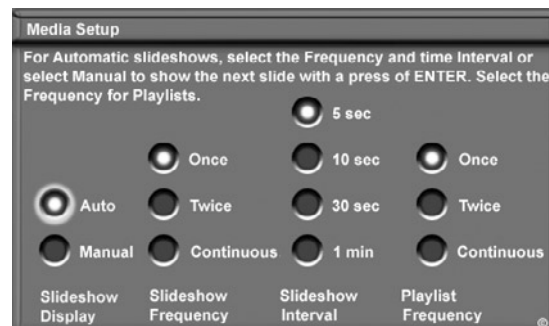 Media Setup
For Automatic slideshows, select the Frequency and time Interval or
select Manual to show the next slide with a press of ENTER. Select the
Frequency for Playlists.
5 sec
Once 10 sec Once
Auto Twice 30 sec Twice
Manual Continuous 1 min Continuous
Slideshow Slideshow Slideshow Playlist
Display Frequency Interval Frequency